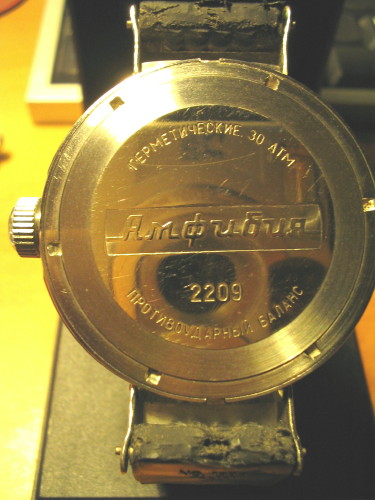 ГЕРМЕТИЧЕСКИЕ 30 АТМ
Амфибия
2209
ПРОТИВОУДАРНЫЙ БАЛАНС